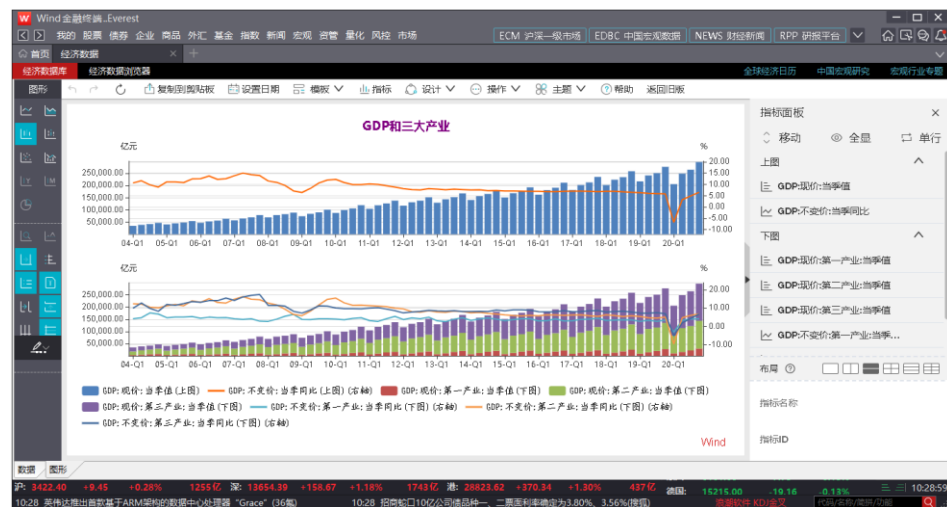 Wind金融终端..Everest
我的 股票 债券 企业 商品 外汇 基金 指数 新闻 宏观 资管 量化 风控 市场
ECM 沪深一级市场 EDBC 中国宏观数据 NEWS 财经新闻 RPP 研报平台
首页 经济数据
经济数据库 经济数据浏览器 全球经济日历 中国宏观研究 宏观行业专题
图形 复制到剪贴板 设置日期 模板 指标 设计 操作 主题 帮助 返回旧版
GDP和三大产业
亿元 %
250,000.00
200,000.00
150,000.00
100,000.00
50,000.00
20.00
15.00
10.00
5.00
0.00
-5.00
-10.00
04-Q1 05-Q1 06-Q1 07-Q1 08-Q1 09-Q1 10-Q1 11-Q1 12-Q1 13-Q1 14-Q1 15-Q1 16-Q1 17-Q1 18-Q1 19-Q1 20-Q1
亿元 %
250,000.00
200,000.00
150,000.00
100,000.00
50,000.00
20.00
10.00
0.00
-10.00
04-Q1 05-Q1 06-Q1 07-Q1 08-Q1 09-Q1 10-Q1 11-Q1 12-Q1 13-Q1 14-Q1 15-Q1 16-Q1 17-Q1 18-Q1 19-Q1 20-Q1
GDP:现价:当季值(上图) GDP:不变价:当季同比(上图)(右轴) GDP:现价:第一产业:当季值(下图) GDP:现价:第二产业:当季值(下图)
GDP:现价:第三产业:当季值(下图) GDP:不变价:第一产业:当季同比(下图)(右轴) GDP:不变价:第二产业:当季同比(下图)(右轴)
GDP:不变价:第三产业:当季同比(下图)(右轴)
Wind
指标面板
移动 全显 单行
上图
GDP:现价:当季值
GDP:不变价:当季同比
下图
GDP:现价:第一产业:当季值
GDP:现价:第二产业:当季值
GDP:现价:第三产业:当季值
GDP:不变价:第一产业:当季...
布局
指标名称
指标ID
数据 图形
沪: 3422.40 +9.45 +0.28% 1255亿 深: 13654.39 +158.67 +1.18% 1743亿 港: 28823.62 +370.34 +1.30% 437亿 德国: 15215.00 -19.16 -0.13% 10:28:59
10:28 英伟达推出首款基于ARM架构的数据中心处理器 "Grace" (36氪) 10:28 招商蛇口10亿公司债品种一、二票面利率确定为3.80%、3.56%(搜狐) 浪潮软件 KDJ金叉 代码/名称/简拼/功能